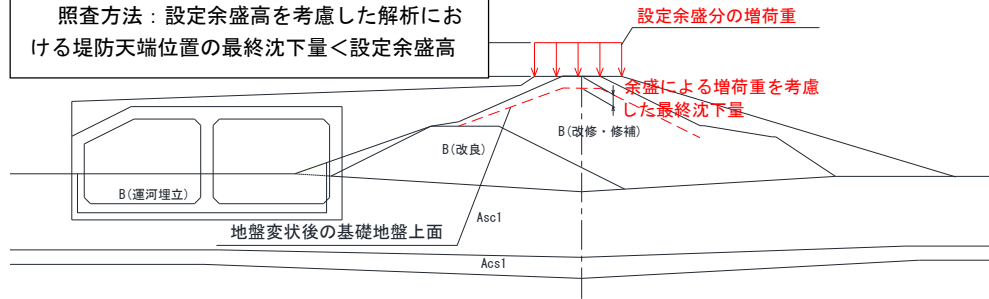 照査方法：設定余盛高を考慮した解析にお
ける堤防天端位置の最終沈下量＜設定余盛高
設定余盛分の増荷重
余盛による増荷重を考慮
した最終沈下量
B(改修・修補)
B(改良)
B(運河埋立)
Asc1
地盤変状後の基礎地盤上面
Acs1